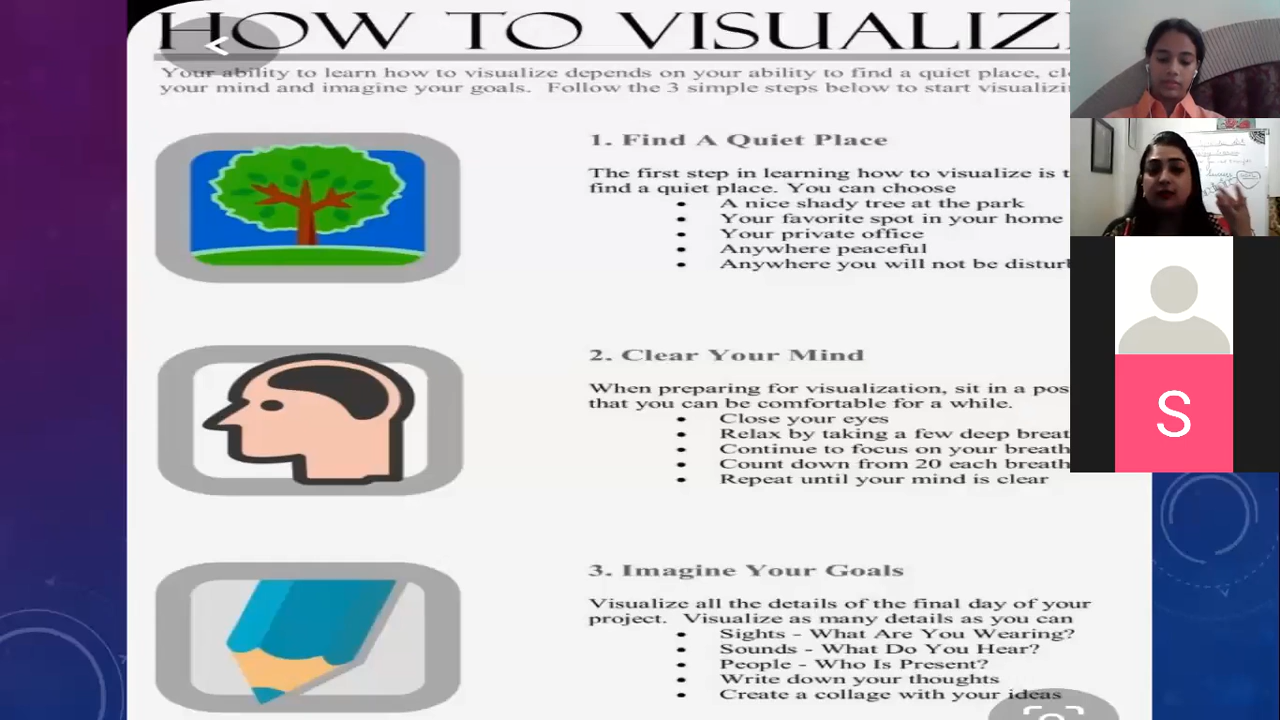 HOW TO VISUALIZ
Your ability to learn how to visualize depends on your ability to find a quiet place, cl
your mind and imagine your goals. Follow the 3 simple steps below to start visualizi
1. Find A Quiet Place
The first step in learning how to visualize is t
find a quiet place. You can choose
• A nice shady tree at the park
• Your favorite spot in your home
• Your private office
• Anywhere peaceful
• Anywhere you will not be disturb
2. Clear Your Mind
When preparing for visualization, sit in a pos
that you can be comfortable for a while.
• Close your eyes
• Relax by taking a few deep breat
• Continue to focus on your breath
• Count down from 20 each breath
• Repeat until your mind is clear
3. Imagine Your Goals
Visualize all the details of the final day of your
project. Visualize as many details as you can
• Sights - What Are You Wearing?
• Sounds - What Do You Hear?
• People - Who Is Present?
• Write down your thoughts
• Create a collage with your ideas
S